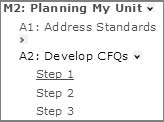 M2: Planning My Unit
A1: Address Standards
A2: Develop CFQs
Step 1
Step 2
Step 3